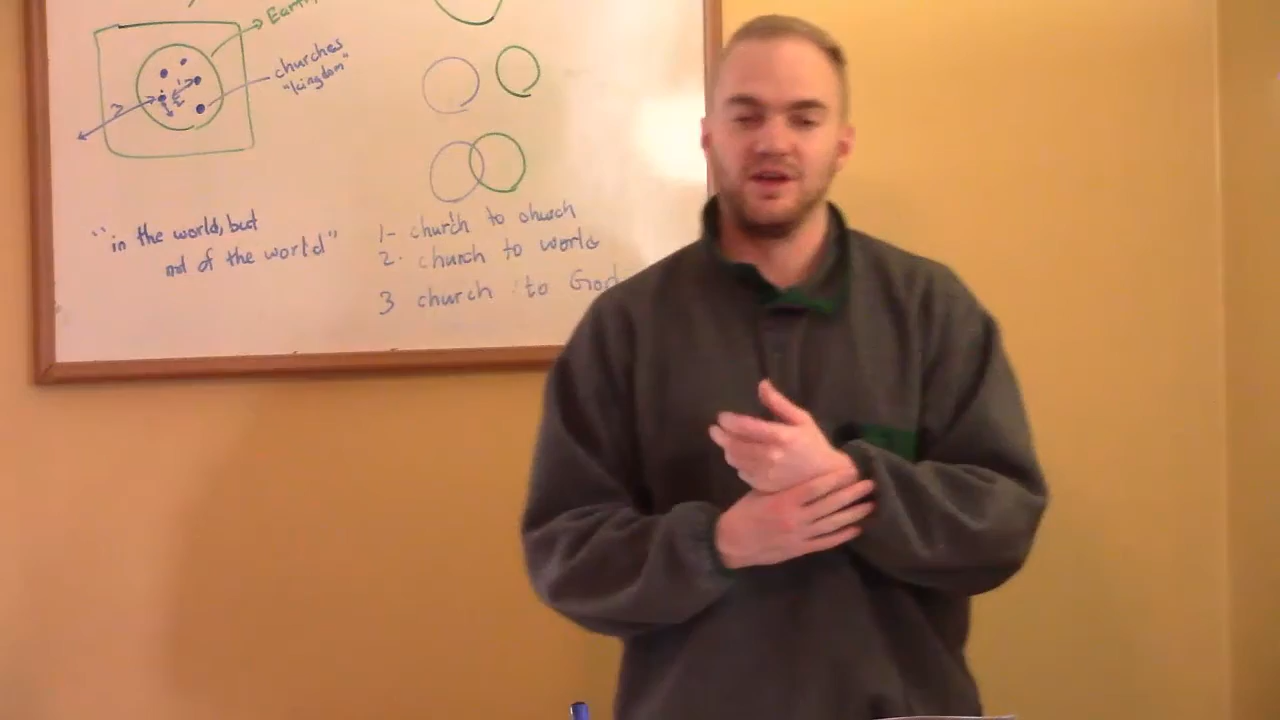 Earth
churches
"kingdom"
?
"in the world, but
not of the world"
1- church to church
2. church to world
3 church to God